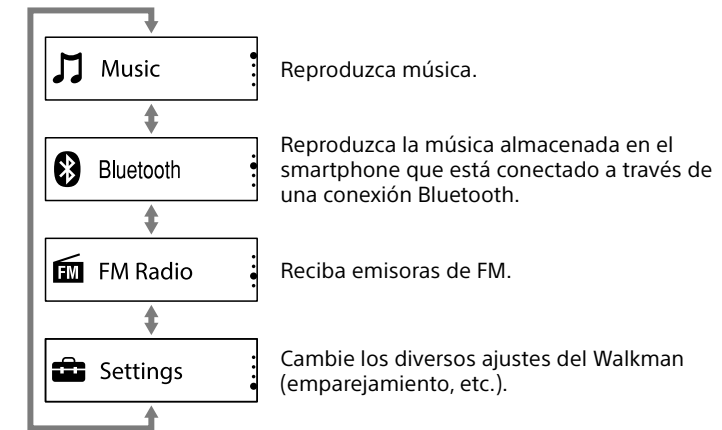 Music
Reproduzca música.
Bluetooth
Reproduzca la música almacenada en el
smartphone que está conectado a través de
una conexión Bluetooth.
FM
FM Radio
Reciba emisoras de FM.
Settings
Cambie los diversos ajustes del Walkman
(emparejamiento, etc.).